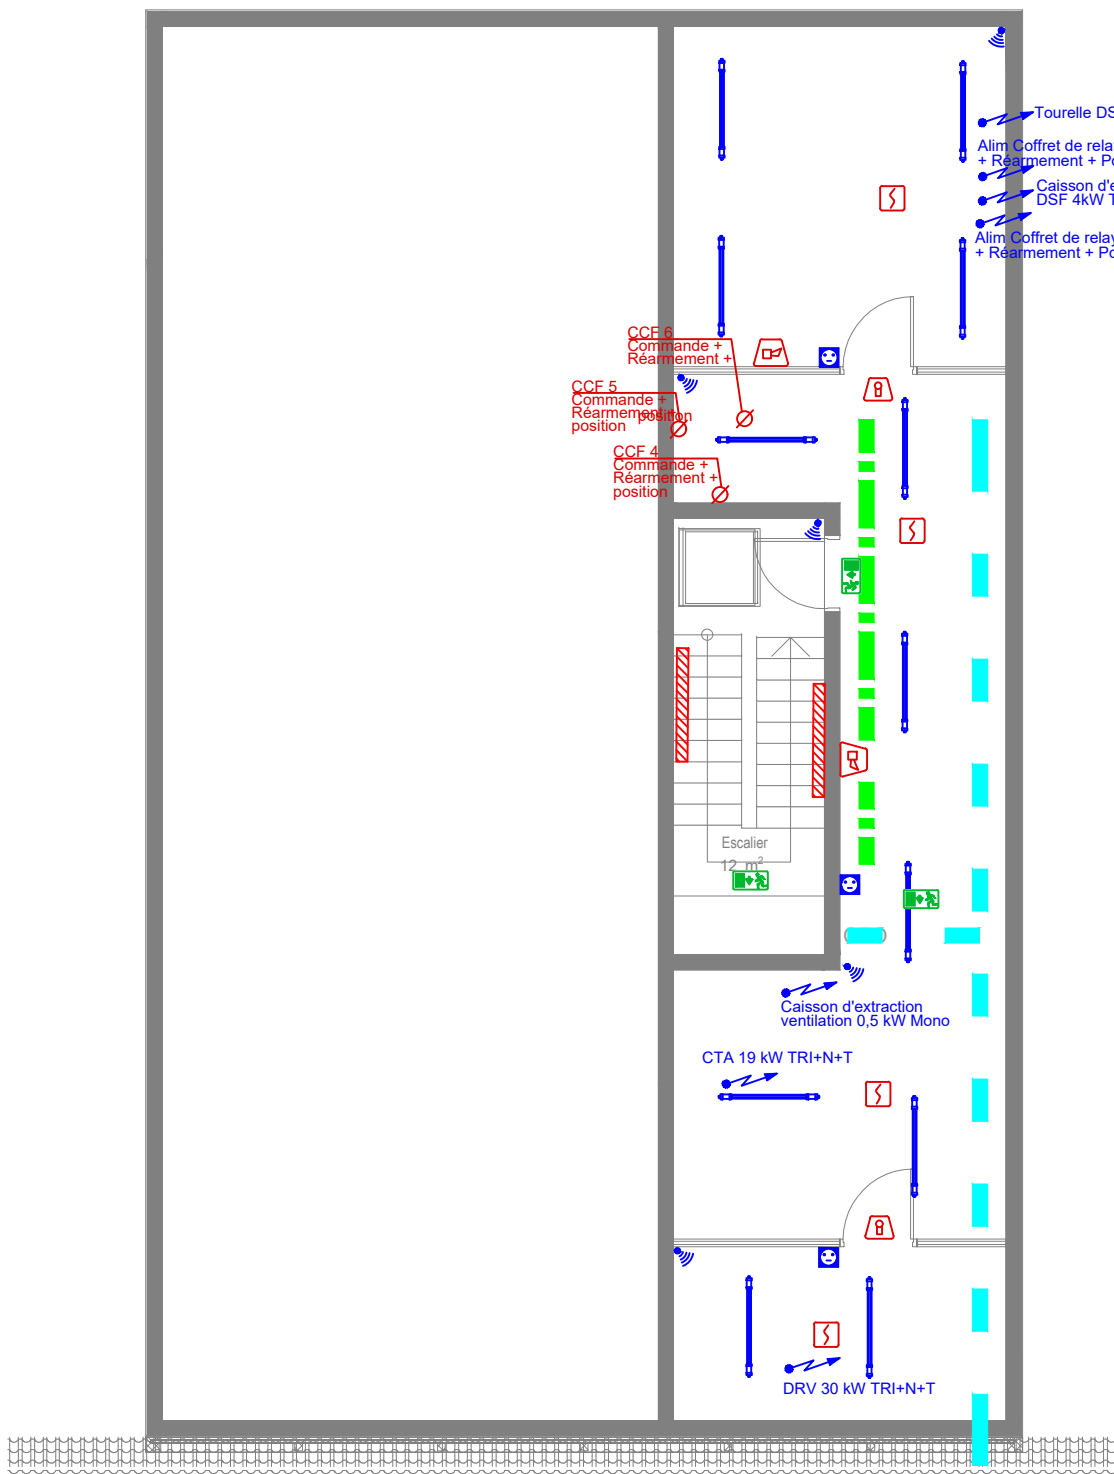 Tourelle DS
Alim Coffret de relay
+ Réarmement + Po
Caisson d'e
DSF 4kW T
Alim Coffret de relay
+ Réarmement + Po
CCF 6
Commande +
Réarmement +
position
CCF 5
Commande +
Réarmement +
position
CCF 4
Commande +
Réarmement +
position
Escalier
12 m²
Caisson d'extraction
ventilation 0,5 kW Mono
CTA 19 kW TRI+N+T
DRV 30 kW TRI+N+T